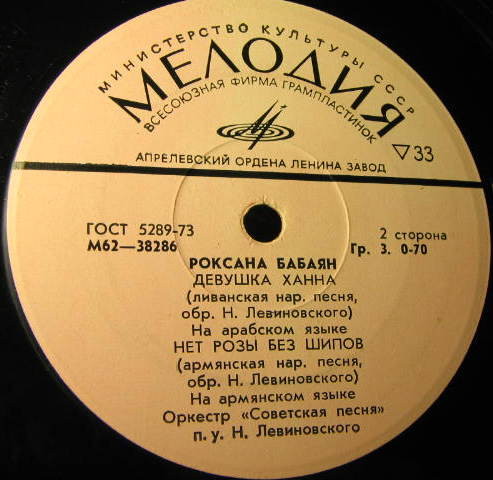 МИНИСТЕРСТВО КУЛЬТУРЫ СССР
МЕЛОДИЯ
ВСЕСОЮЗНАЯ ФИРМА ГРАМПЛАСТИНОК
▽33
АПРЕЛЕВСКИЙ ОРДЕНА ЛЕНИНА ЗАВОД
ГОСТ 5289-73
М62—38286
2 сторона
Гр. 3. 0-70
РОКСАНА БАБАЯН
ДЕВУШКА ХАННА
(ливанская нар. песня,
обр. Н. Левиновского)
На арабском языке
НЕТ РОЗЫ БЕЗ ШИПОВ
(армянская нар. песня,
обр. Н. Левиновского)
На армянском языке
Оркестр «Советская песня»
п. у. Н. Левиновского